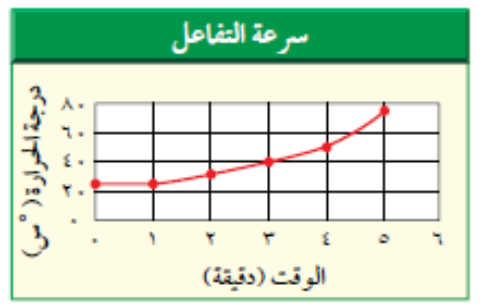 سرعة التفاعل
درجة الحرارة (°س)
٨٠
٦٠
٤٠
٢٠
٠
٠ ١ ٢ ٣ ٤ ٥ ٦
الوقت (دقيقة)